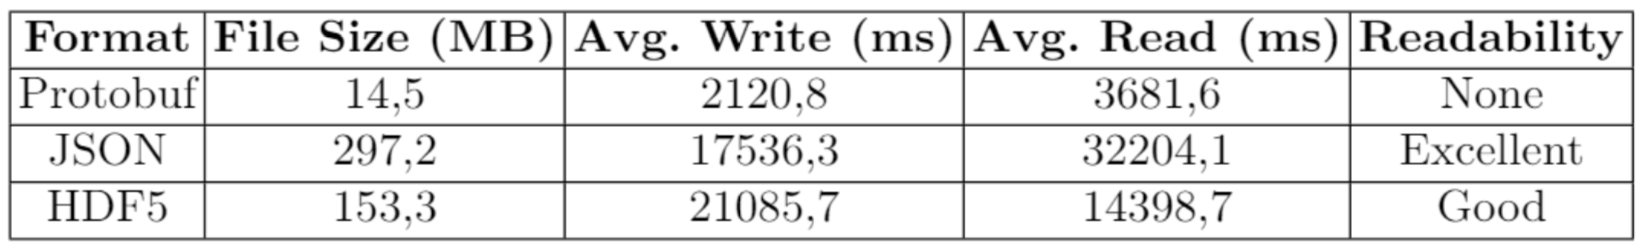 Format File Size (MB) Avg. Write (ms) Avg. Read (ms) Readability
Protobuf 14,5 2120,8 3681,6 None
JSON 297,2 17536,3 32204,1 Excellent
HDF5 153,3 21085,7 14398,7 Good